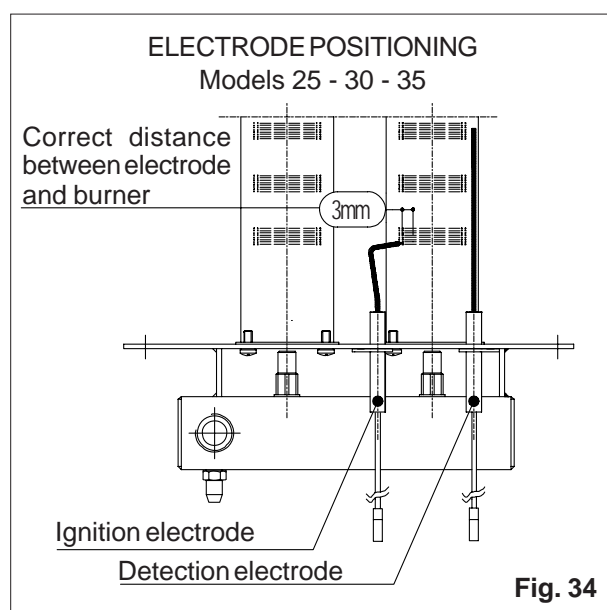 ELECTRODE POSITIONING
Models 25 - 30 - 35
Correct distance
between electrode
and burner
3mm
Ignition electrode
Detection electrode
Fig. 34